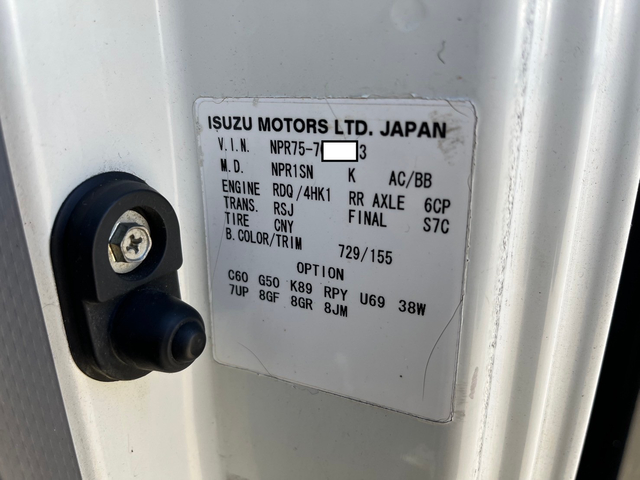 ISUZU MOTORS LTD. JAPAN
V.I.N. NPR75-7 3
M.D. NPR1SN K AC/BB
ENGINE RDQ/4HK1 RR AXLE 6CP
TRANS. RSJ FINAL S7C
TIRE CNY
B.COLOR/TRIM 729/155
OPTION
C60 G50 K89 RPY U69 38W
7UP 8GF 8GR 8JM